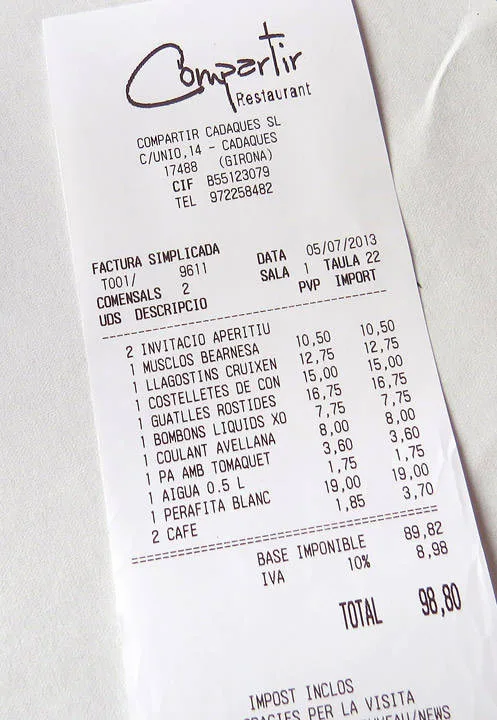 Compartir
Restaurant
COMPARTIR CADAQUES SL
C/UNIO,14 - CADAQUES
17488 (GIRONA)
CIF B55123079
TEL 972258482
FACTURA SIMPLICADA DATA 05/07/2013
T001/ 9611 SALA 1 TAULA 22
COMENSALS 2
UDS DESCRIPCIO PVP IMPORT
2 INVITACIO APERITIU
1 MUSCLOS BEARNESA 10,50 10,50
1 LLAGOSTINS CRUIXEN 12,75 12,75
1 COSTELLETES DE CON 15,00 15,00
1 GUATLLES ROSTIDES 16,75 16,75
1 BOMBONS LIQUIDS XO 7,75 7,75
1 COULANT AVELLANA 8,00 8,00
1 PA AMB TOMAQUET 3,60 3,60
1 AIGUA 0.5 L 1,75 1,75
1 PERAFITA BLANC 19,00 19,00
2 CAFE 1,85 3,70
BASE IMPONIBLE 89,82
IVA 10% 8,98
TOTAL 98,80
IMPOST INCLOS
GRACIES PER LA VISITA